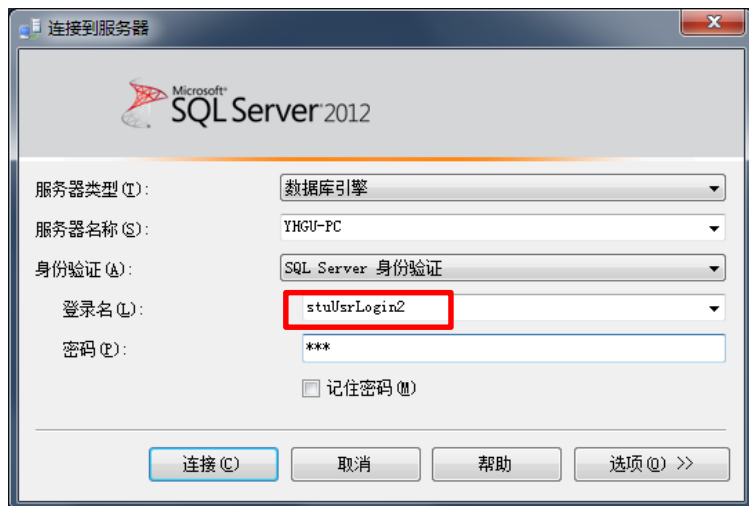 连接到服务器
Microsoft®
SQL Server® 2012
服务器类型(T):
数据库引擎
服务器名称(S):
YHGU-PC
身份验证(A):
SQL Server 身份验证
登录名(L):
stuUsrLogin2
密码(P):
***
记住密码(M)
连接(C)
取消
帮助
选项(O) >>